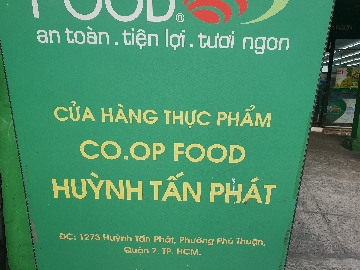 FOOD®
an toàn.tiện lợi.tươi ngon
CỬA HÀNG THỰC PHẨM
CO.OP FOOD
HUỲNH TẤN PHÁT
ĐC: 1273 Huỳnh Tấn Phát, Phường Phú Thuận,
Quận 7, TP. HCM.